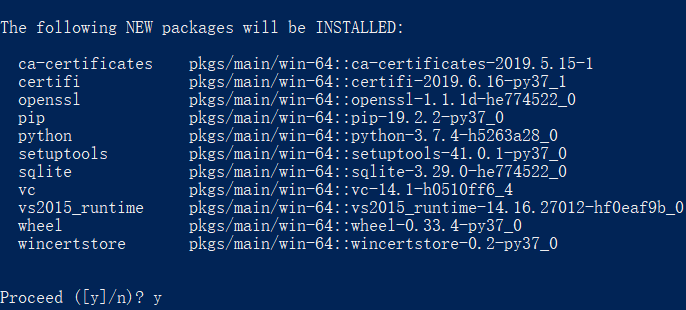 The following NEW packages will be INSTALLED:
ca-certificates pkgs/main/win-64::ca-certificates-2019.5.15-1
certifi pkgs/main/win-64::certifi-2019.6.16-py37_1
openssl pkgs/main/win-64::openssl-1.1.1d-he774522_0
pip pkgs/main/win-64::pip-19.2.2-py37_0
python pkgs/main/win-64::python-3.7.4-h5263a28_0
setuptools pkgs/main/win-64::setuptools-41.0.1-py37_0
sqlite pkgs/main/win-64::sqlite-3.29.0-he774522_0
vc pkgs/main/win-64::vc-14.1-h0510ff6_4
vs2015_runtime pkgs/main/win-64::vs2015_runtime-14.16.27012-hf0eaf9b_0
wheel pkgs/main/win-64::wheel-0.33.4-py37_0
wincertstore pkgs/main/win-64::wincertstore-0.2-py37_0
Proceed ([y]/n)? y